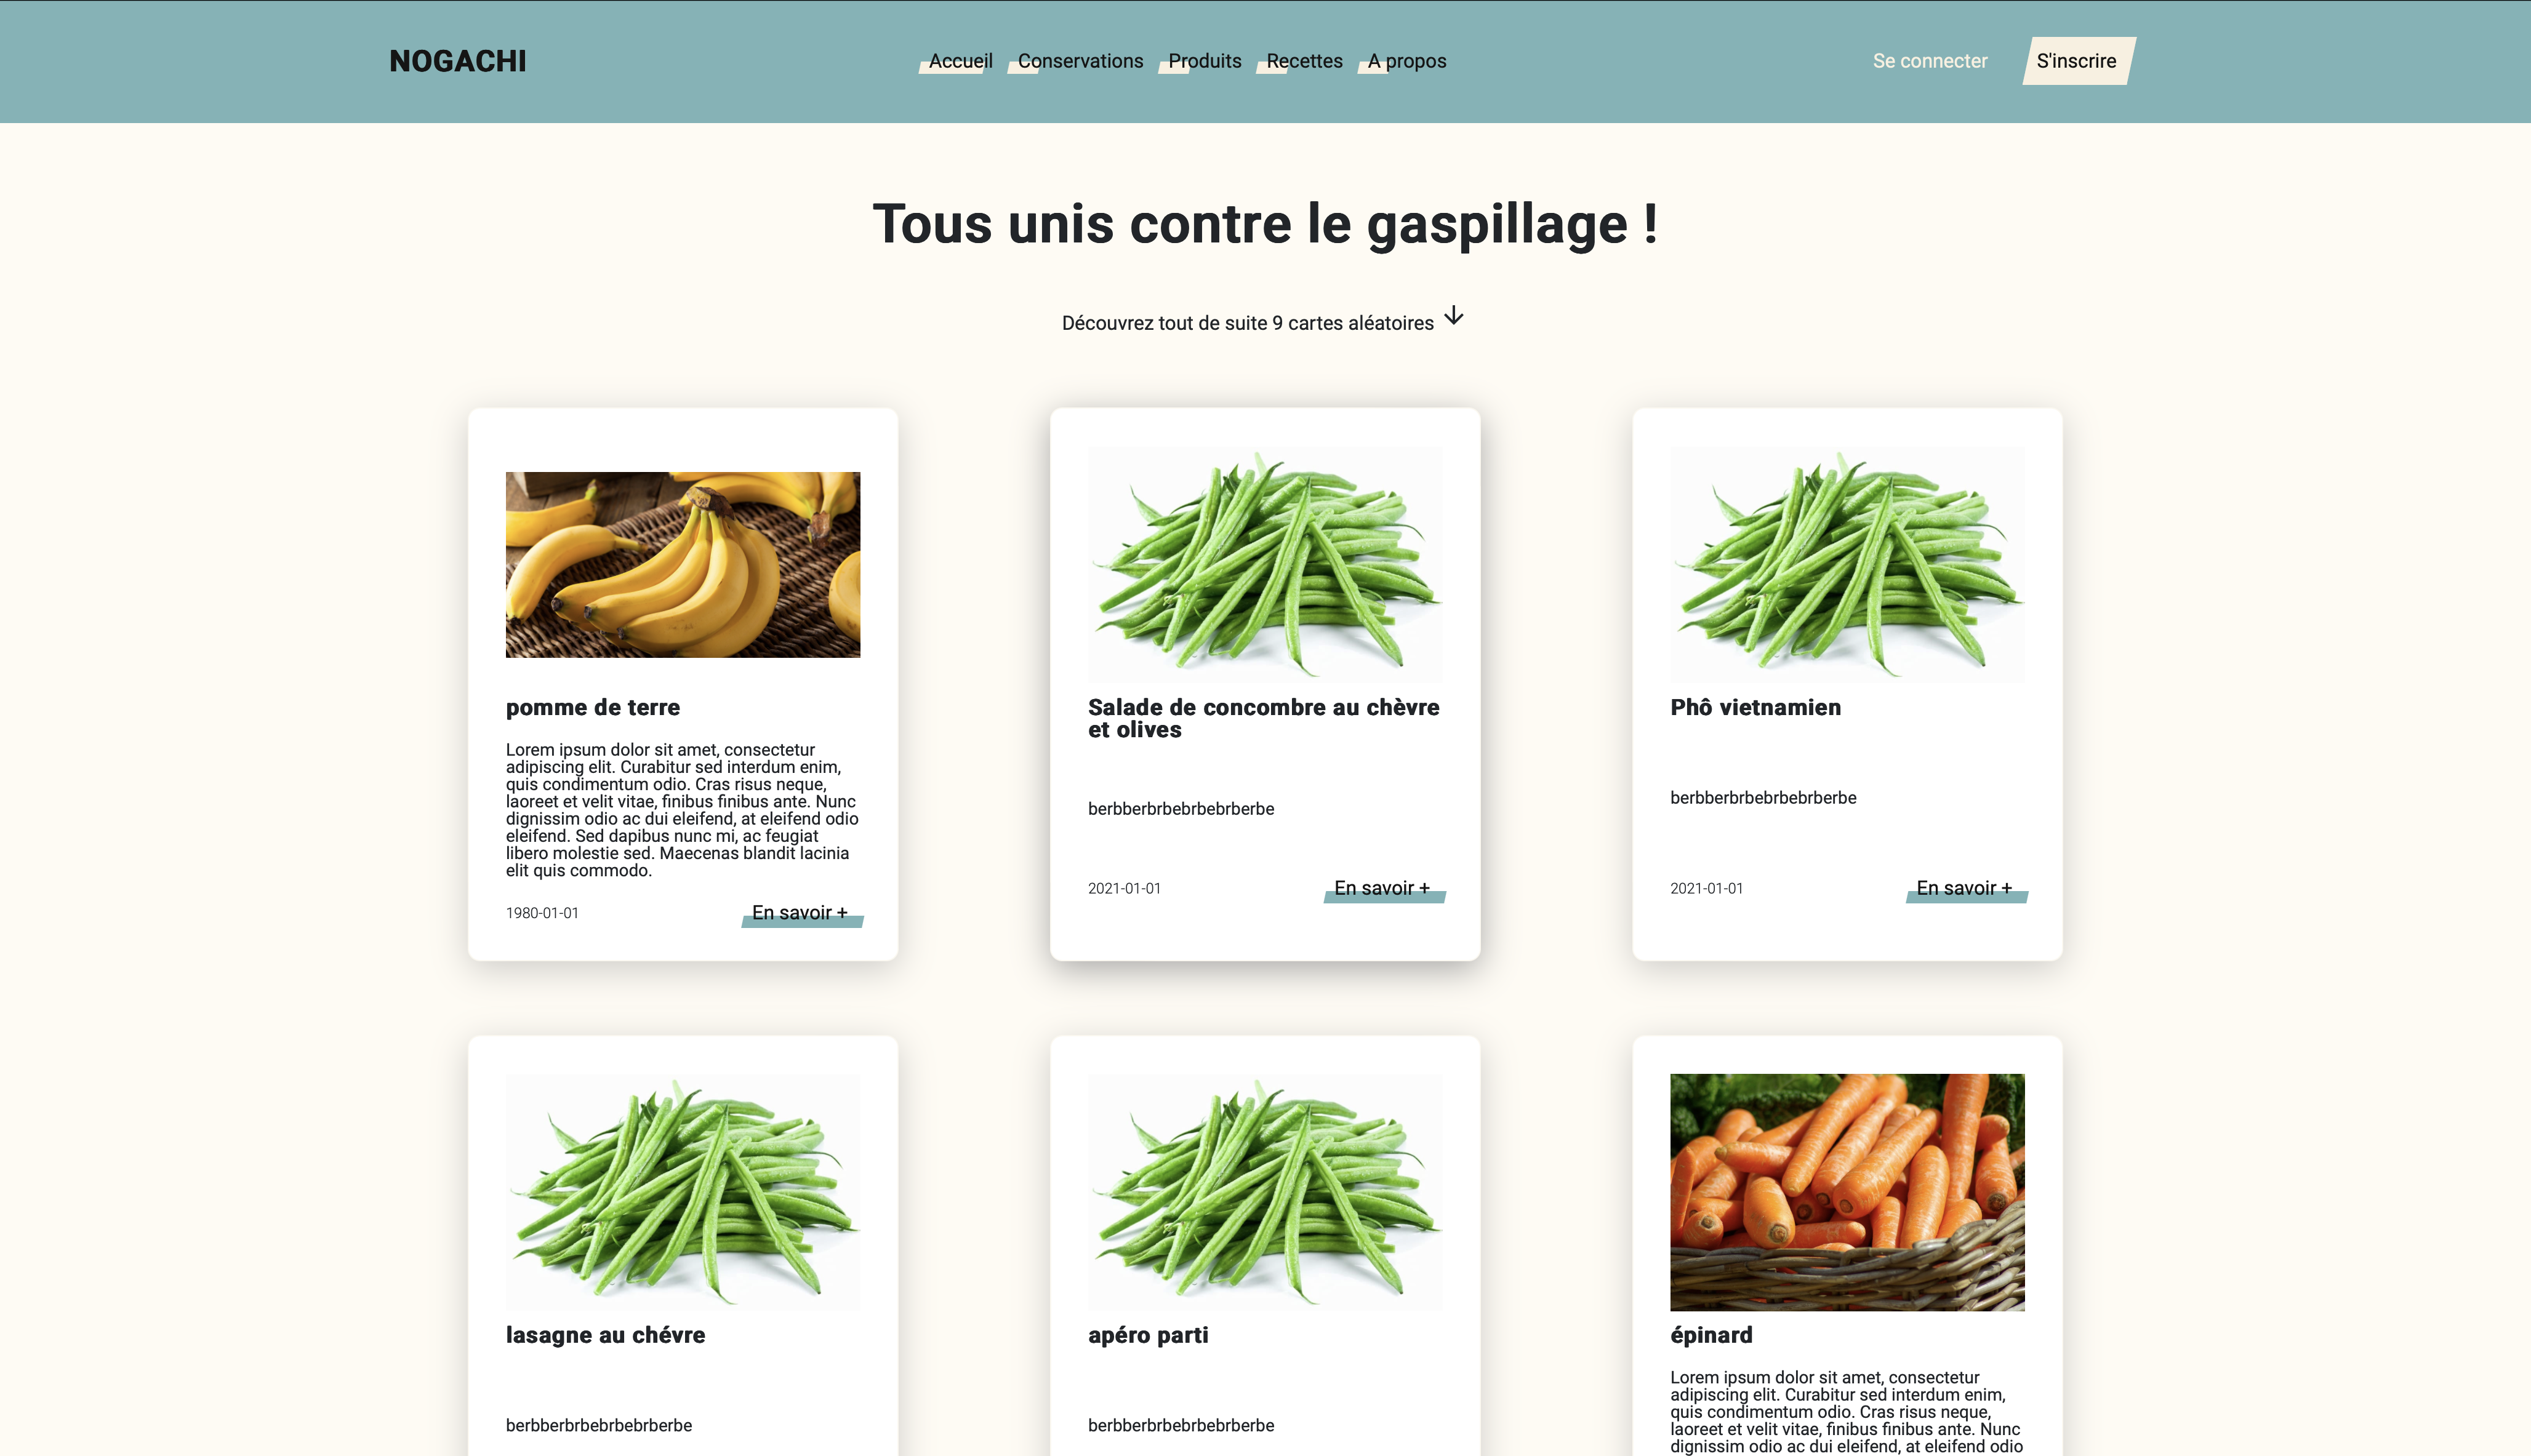 NOGACHI
Accueil Conservations Produits Recettes A propos
Se connecter S'inscrire
Tous unis contre le gaspillage !
Découvrez tout de suite 9 cartes aléatoires
pomme de terre
Lorem ipsum dolor sit amet, consectetur
adipiscing elit. Curabitur sed interdum enim,
quis condimentum odio. Cras risus neque,
laoreet et velit vitae, finibus finibus ante. Nunc
dignissim odio ac dui eleifend, at eleifend odio
eleifend. Sed dapibus nunc mi, ac feugiat
libero molestie sed. Maecenas blandit lacinia
elit quis commodo.
1980-01-01 En savoir +
Salade de concombre au chèvre
et olives
berbberbrbebrbebrberbe
2021-01-01 En savoir +
Phô vietnamien
berbberbrbebrbebrberbe
2021-01-01 En savoir +
lasagne au chévre
berbberbrbebrbebrberbe
apéro parti
berbberbrbebrbebrberbe
épinard
Lorem ipsum dolor sit amet, consectetur
adipiscing elit. Curabitur sed interdum enim,
quis condimentum odio. Cras risus neque,
laoreet et velit vitae, finibus finibus ante. Nunc
dignissim odio ac dui eleifend, at eleifend odio